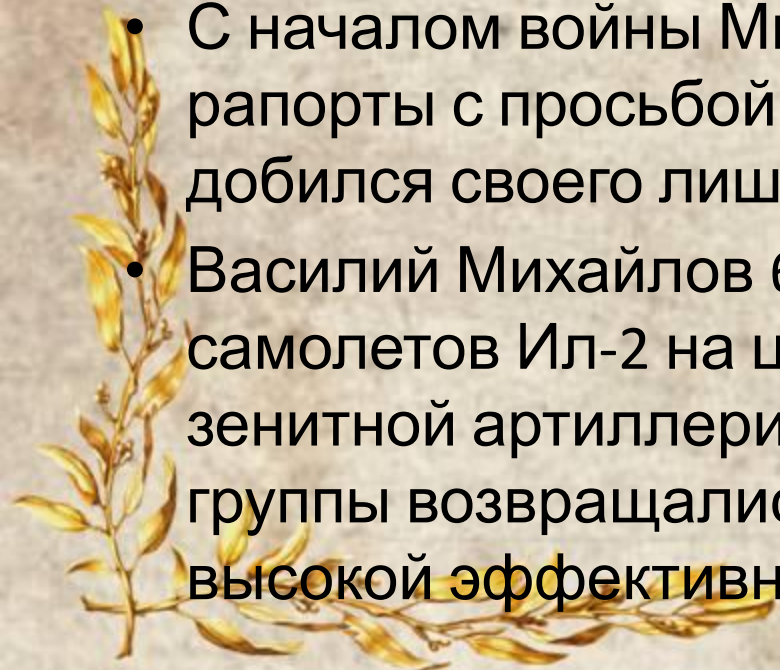 • С началом войны Ми
рапорты с просьбой
добился своего лиш
• Василий Михайлов
самолетов Ил-2 на
зенитной артиллери
группы возвращалис
высокой эффективн